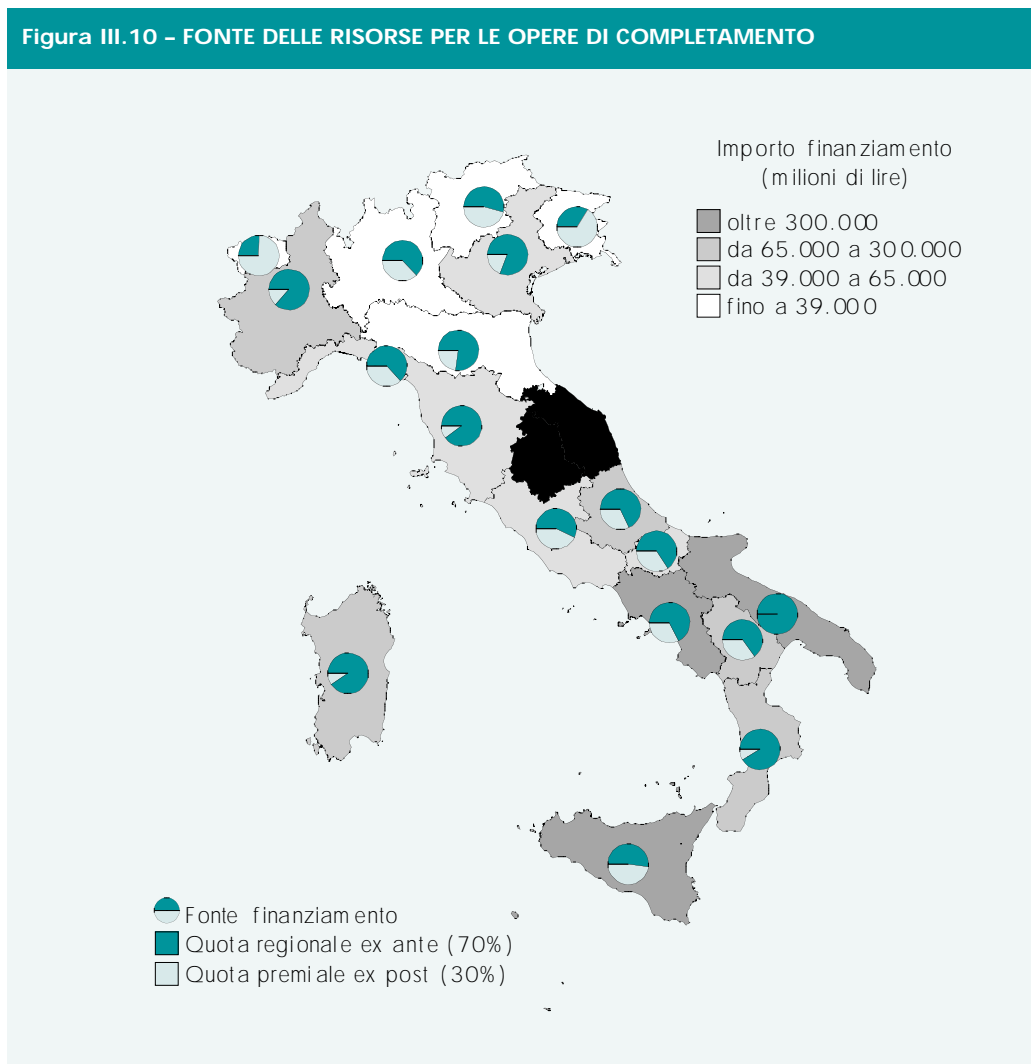 Figura III.10 – FONTE DELLE RISORSE PER LE OPERE DI COMPLETAMENTO
Importo finanziamento
(milioni di lire)
oltre 300.000
da 65.000 a 300.000
da 39.000 a 65.000
fino a 39.000
Fonte finanziamento
Quota regionale ex ante (70%)
Quota premiale ex post (30%)